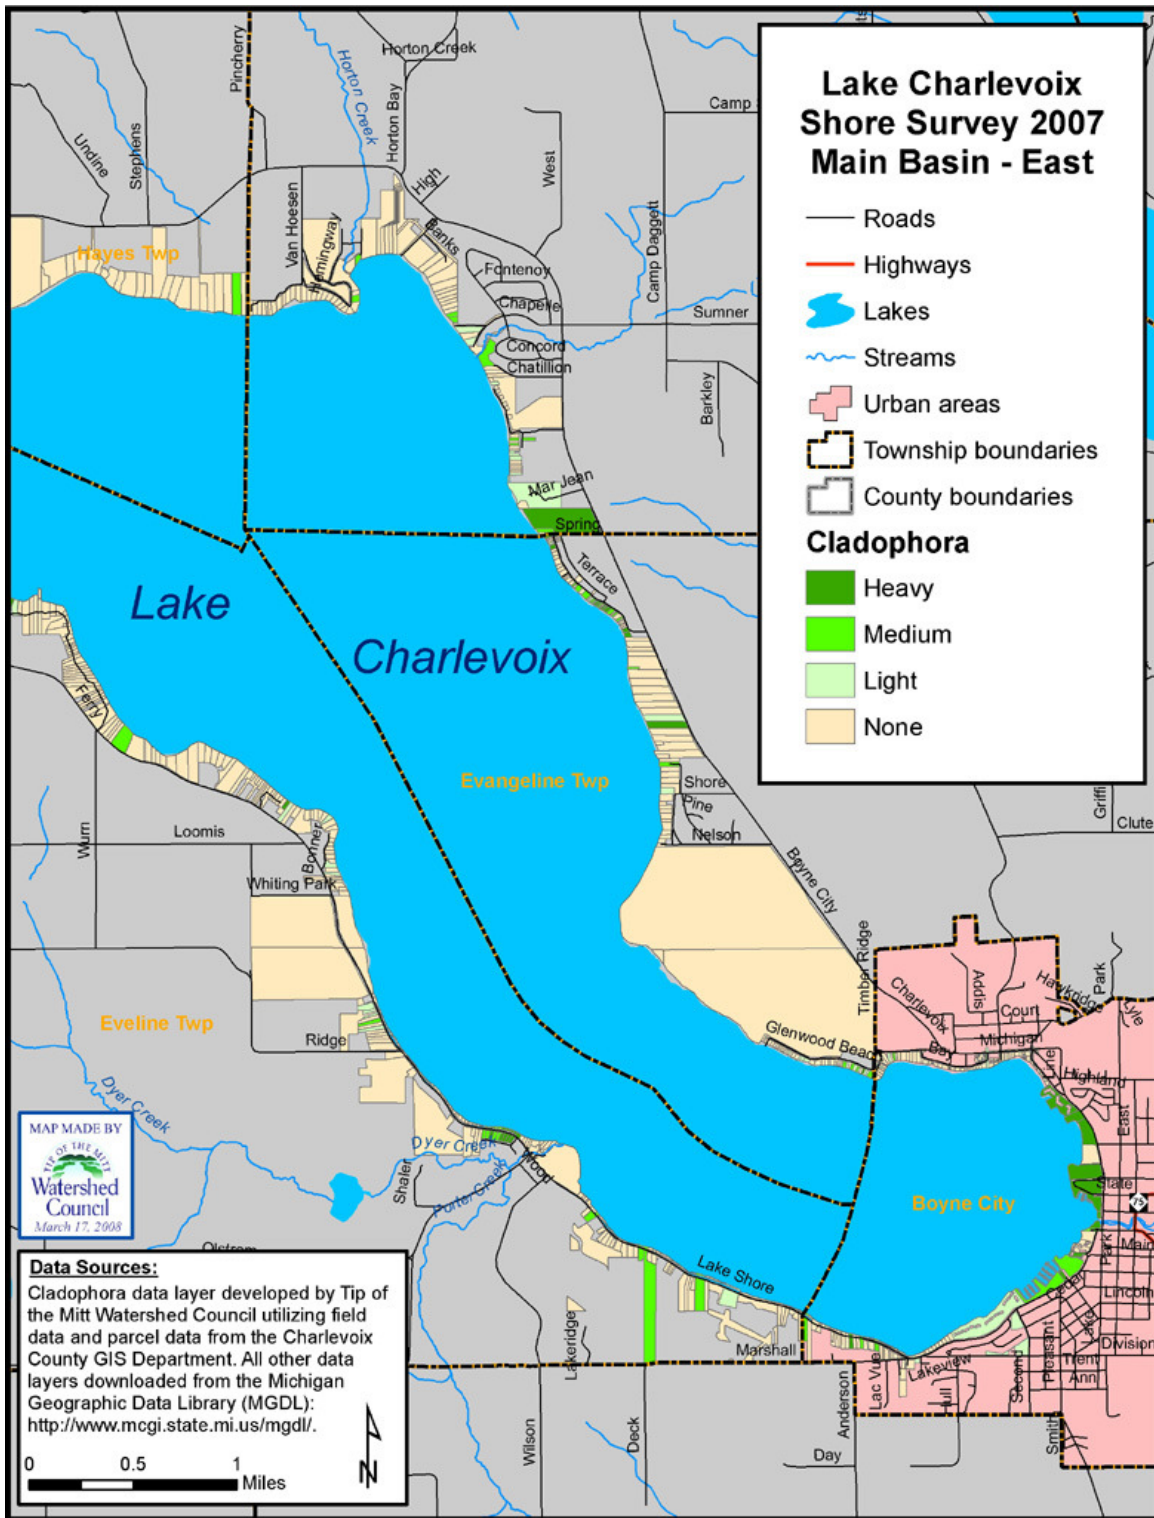 Lake Charlevoix
Shore Survey 2007
Main Basin - East
Roads
Highways
Lakes
Streams
Urban areas
Township boundaries
County boundaries
Cladophora
Heavy
Medium
Light
None
Pincherry
Horton Creek
Horton Creek
Horton Bay
Undine
Stephens
High
West
Camp Daggett
Van Hoesen
Hemingway
Banks
Hayes Twp
Fontenoy
Chapelle
Sumner
Concord
Chatillion
Barkley
Mar Jean
Spring
Terrace
Lake
Charlevoix
Ferry
Evangeline Twp
Shore
Pine
Nelson
Clute
Loomis
Wurn
Bonner
Whiting Park
Boyne City
Timber Ridge
Charlevoix
Addis
Hawkridge
Park
Lyle
Court
Michigan
Eveline Twp
Ridge
Glenwood Beach
Bay
Line
Highland
East
Dyer Creek
Dyer Creek
Wood
Shaler
Porter Creek
State
75
Boyne City
Main
Park
Cedar
Lincoln
Lake Shore
Lakeridge
Marshall
Lakeview
Lac Vue
Second
Pleasant
Lake
Division
Trent
Ann
Anderson
Wilson
Deck
Day
Smith
MAP MADE BY
TIP OF THE MITT
Watershed
Council
March 17, 2008
Data Sources:
Cladophora data layer developed by Tip of
the Mitt Watershed Council utilizing field
data and parcel data from the Charlevoix
County GIS Department. All other data
layers downloaded from the Michigan
Geographic Data Library (MGDL):
http://www.mcgi.state.mi.us/mgdl/.
N
0 0.5 1
Miles